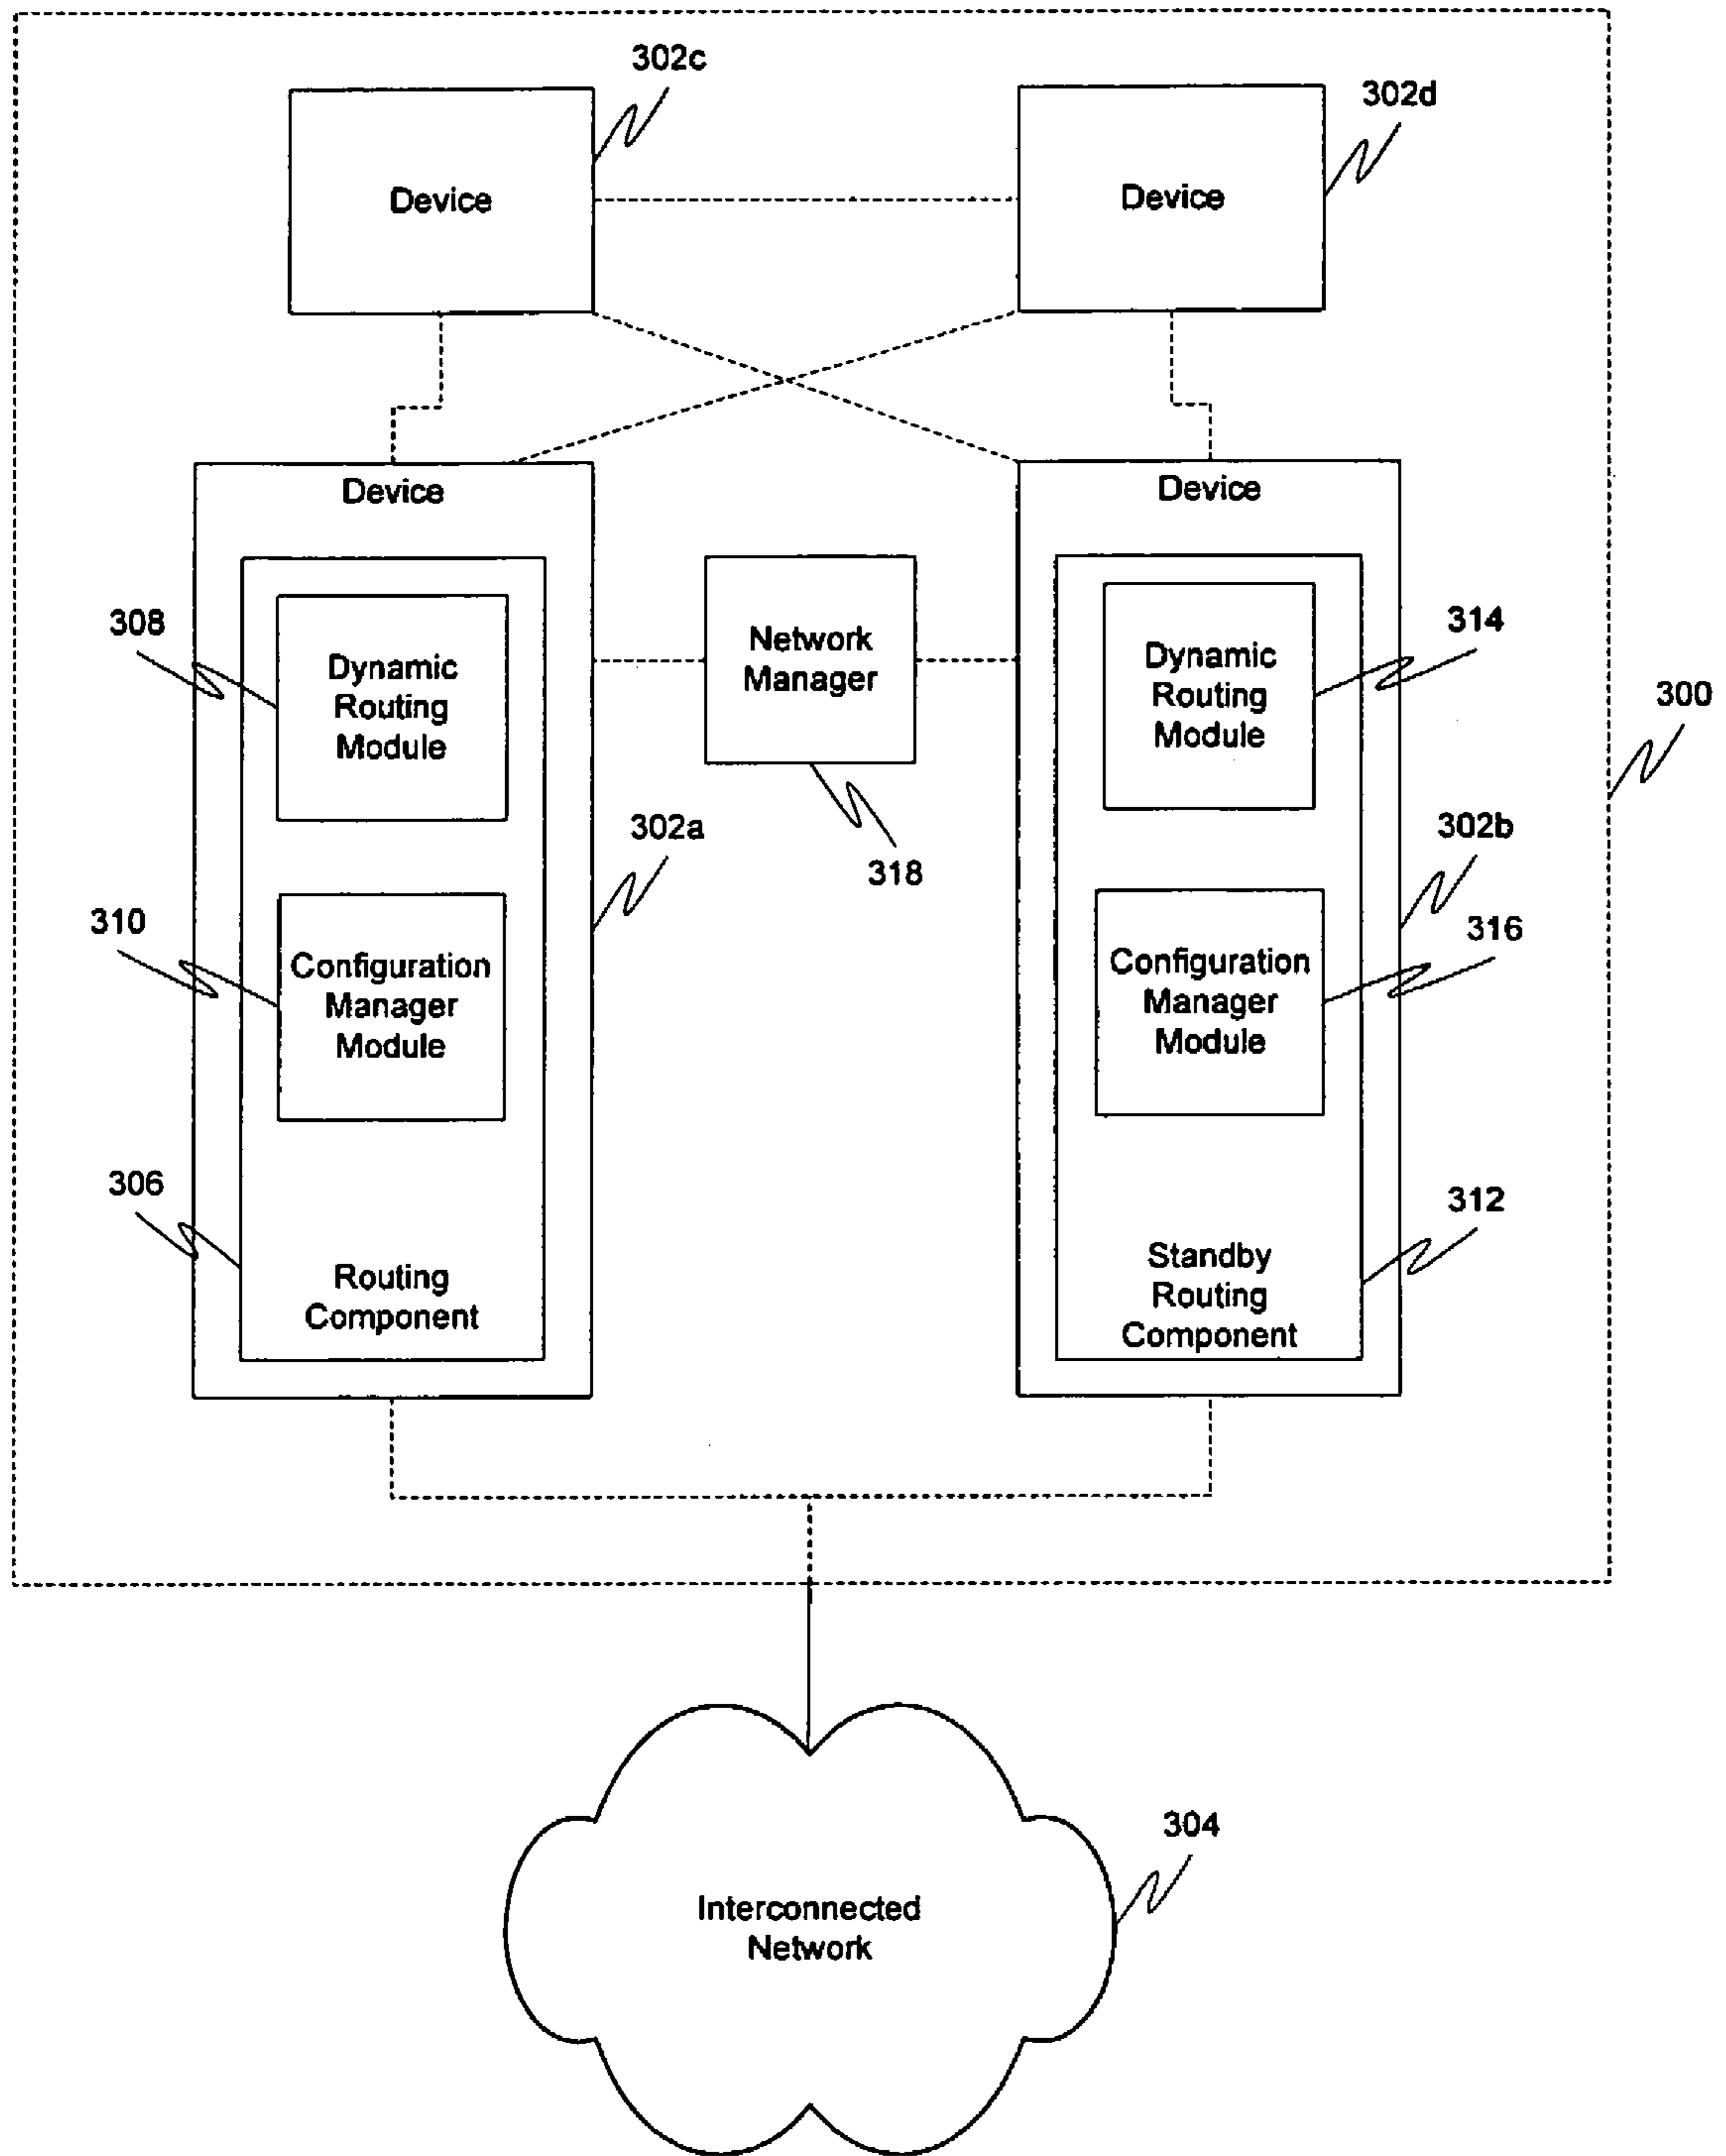 302c
302d
Device
Device
Device
Device
308
Dynamic
Routing
Module
Network
Manager
Dynamic
Routing
Module
314
300
302a
318
302b
310
Configuration
Manager
Module
Configuration
Manager
Module
316
306
Routing
Component
Standby
Routing
Component
312
304
Interconnected
Network